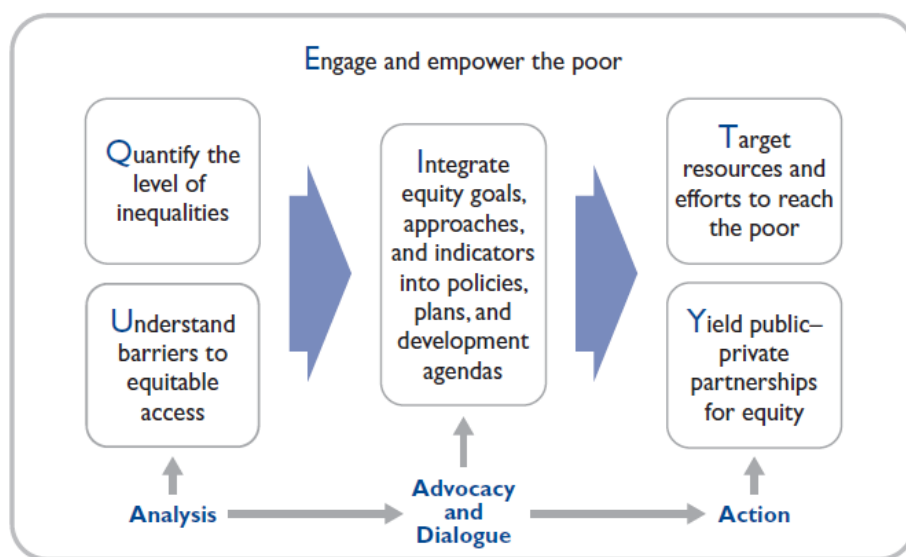 Engage and empower the poor
Quantify the
level of
inequalities
Understand
barriers to
equitable
access
Integrate
equity goals,
approaches,
and indicators
into policies,
plans, and
development
agendas
Target
resources and
efforts to reach
the poor
Yield public–
private
partnerships
for equity
Analysis
Advocacy
and
Dialogue
Action